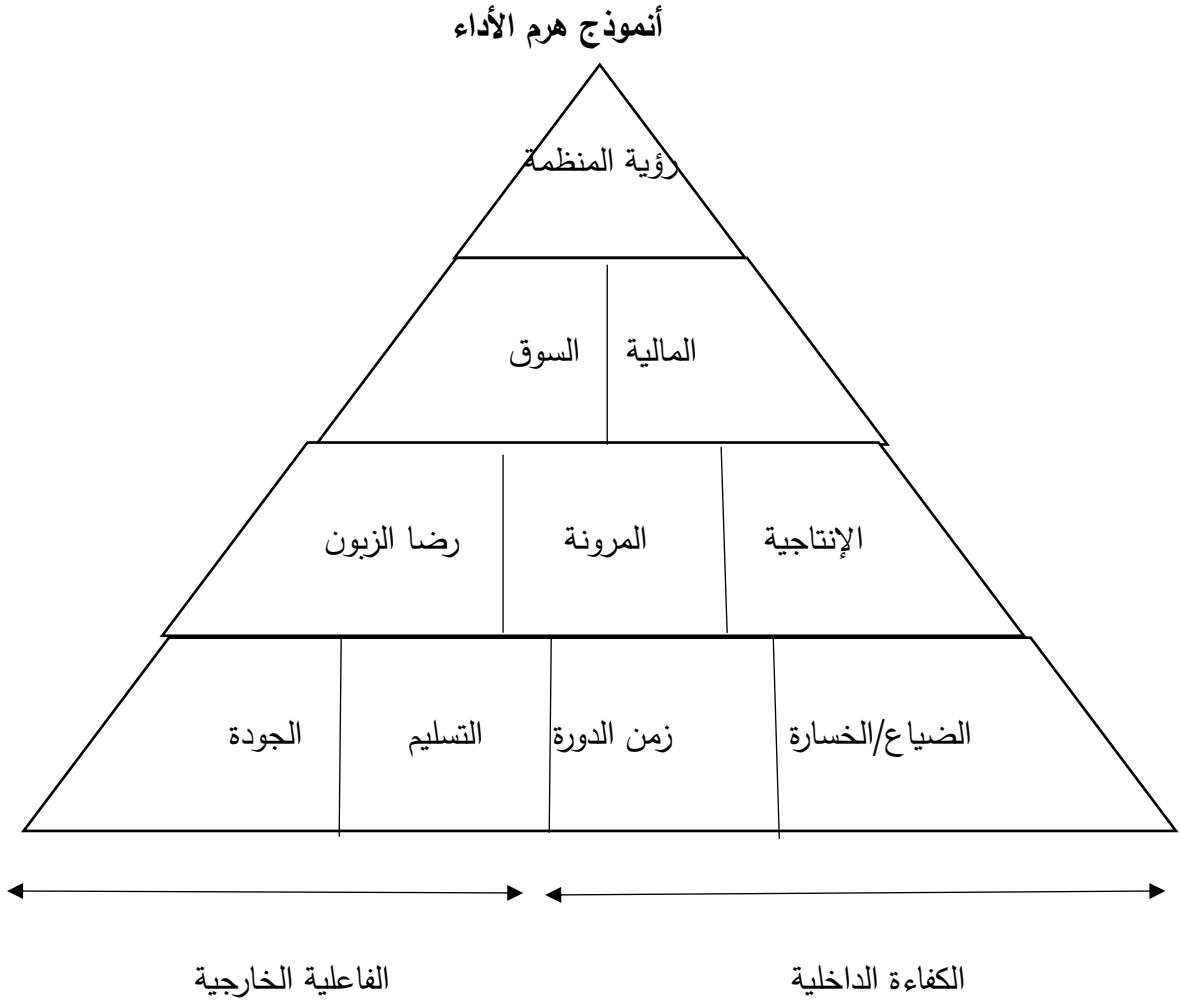 أنموذج هرم الأداء
رؤية المنظمة
المالية
السوق
الإنتاجية
المرونة
رضا الزبون
الضياع/الخسارة
زمن الدورة
التسليم
الجودة
الكفاءة الداخلية
الفاعلية الخارجية